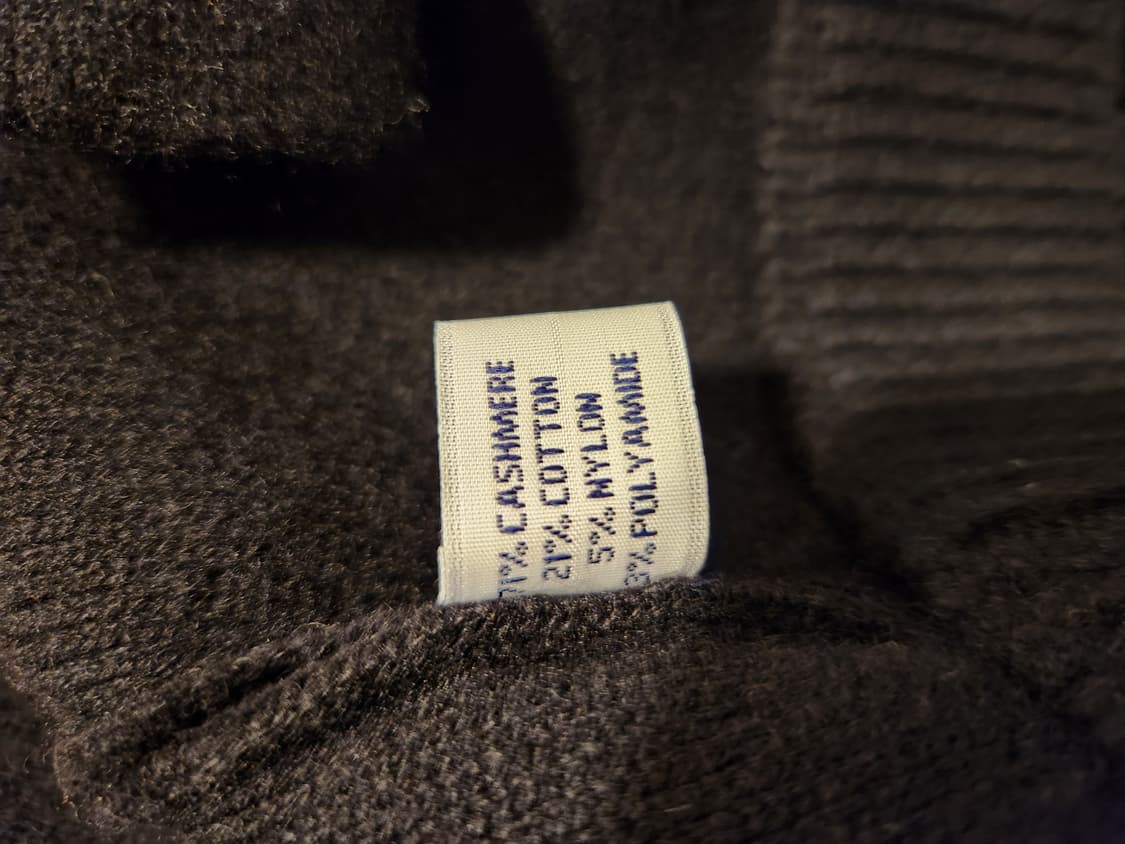 71% CASHMERE
21% COTTON
5% NYLON
3% POLYAMIDE